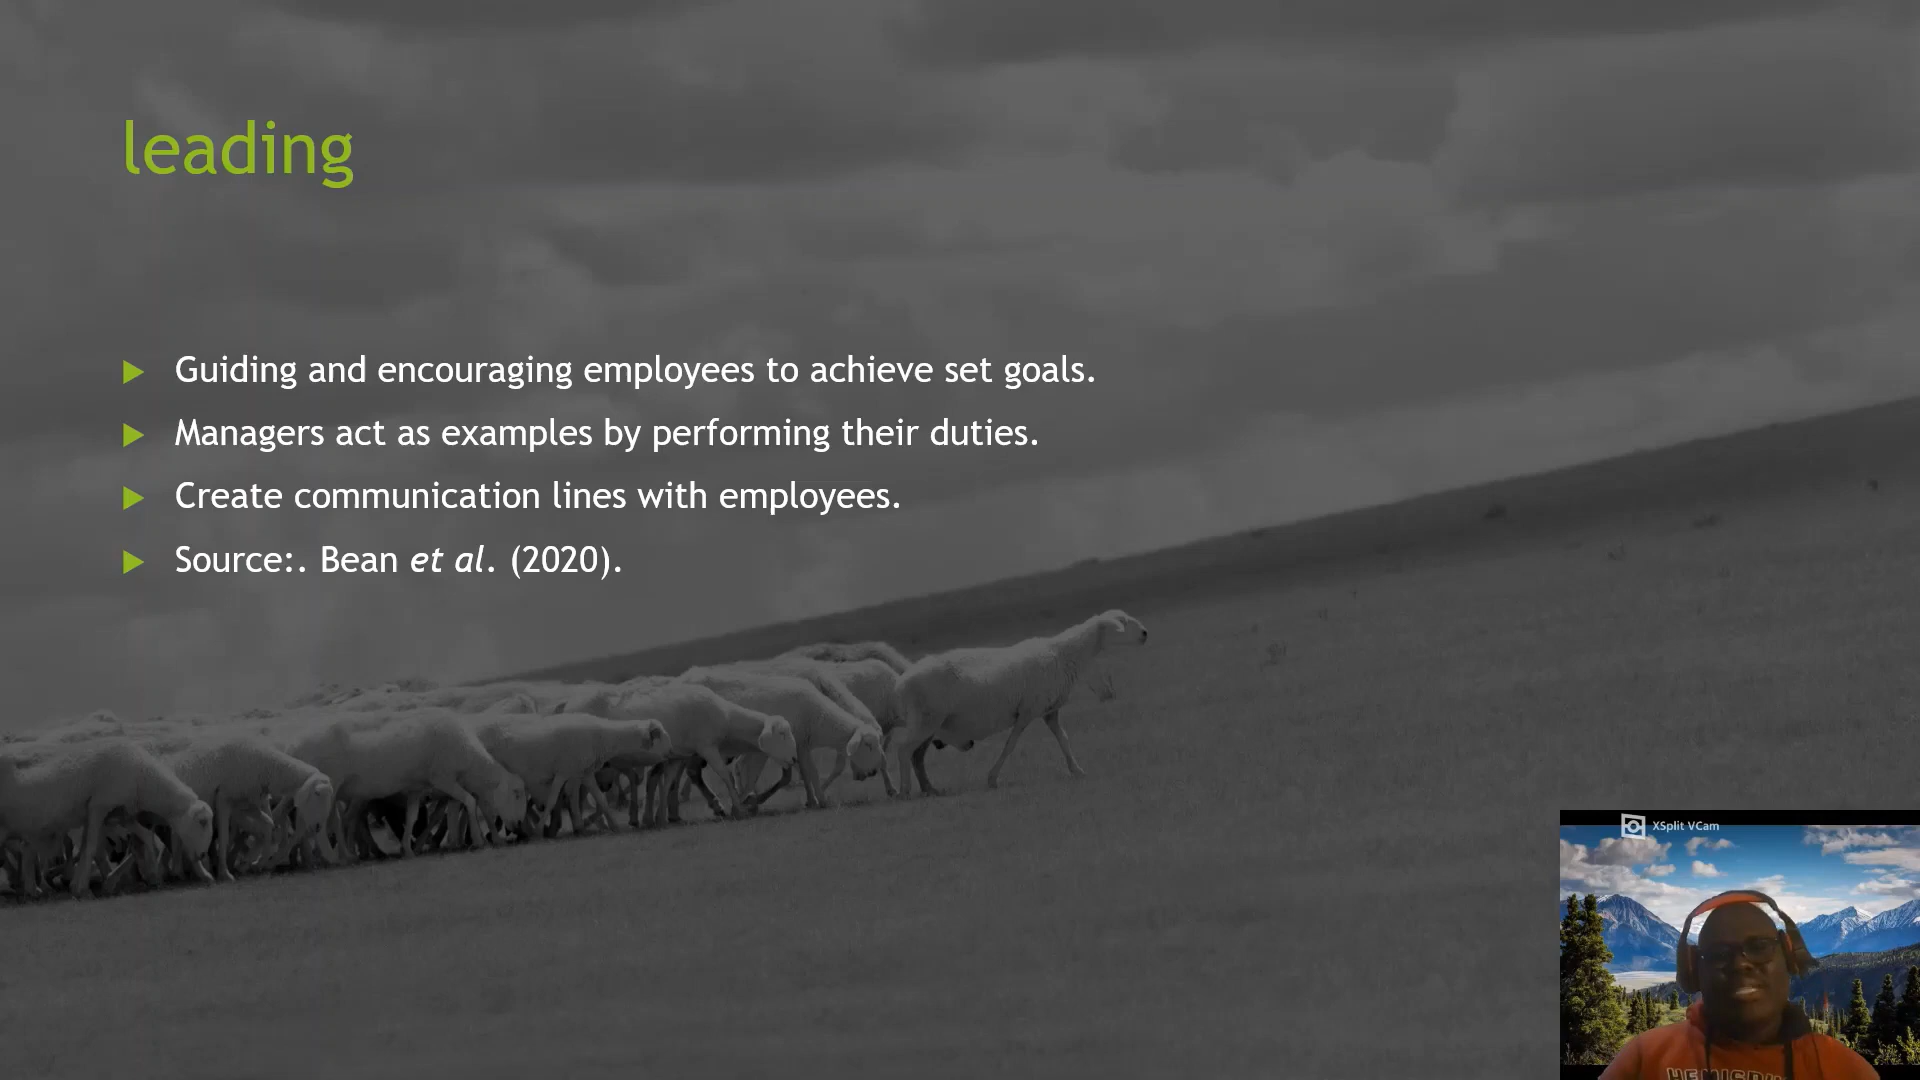 leading
Guiding and encouraging employees to achieve set goals.
Managers act as examples by performing their duties.
Create communication lines with employees.
Source:. Bean et al. (2020).
XSplit VCam